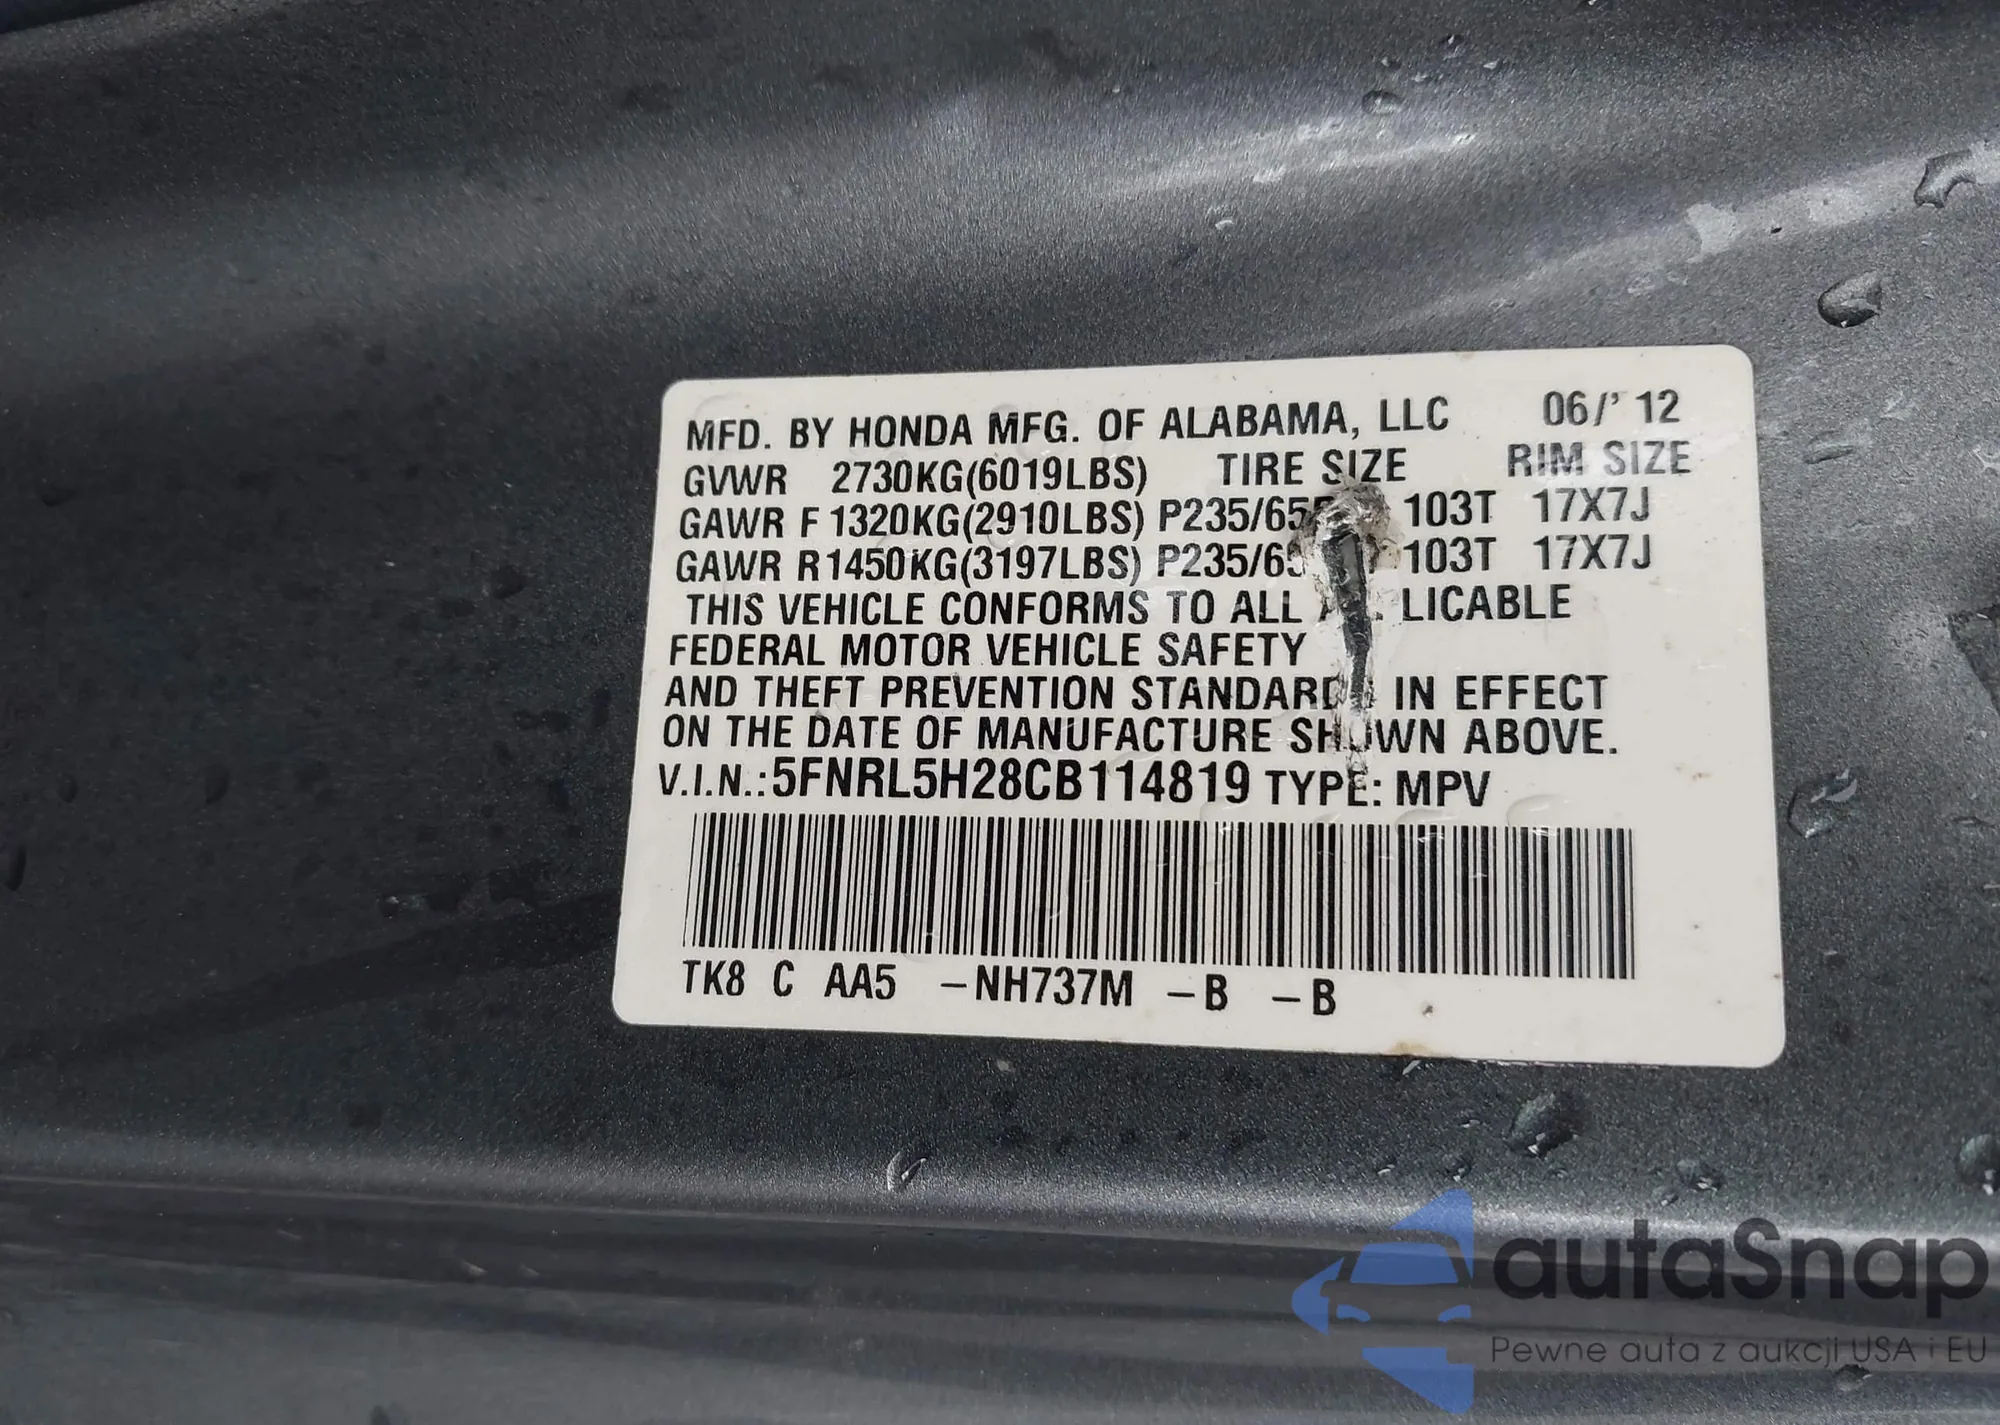 MFD. BY HONDA MFG. OF ALABAMA, LLC 06/' 12
GVWR 2730KG(6019LBS) TIRE SIZE RIM SIZE
GAWR F 1320KG(2910LBS) 103T 17X7J
GAWR R1450KG(3197LBS) 103T 17X7J
THIS VEHICLE CONFORMS TO ALL
FEDERAL MOTOR VEHICLE SAFETY
AND THEFT PREVENTION STANDARDS IN EFFECT
ON THE DATE OF MANUFACTURE SHOWN ABOVE.
V.I.N.:5FNRL5H28CB114819 TYPE: MPV
TK8 C AA5 -NH737M -B -B
autaSnap
Pewne auta z aukcji USA i EU